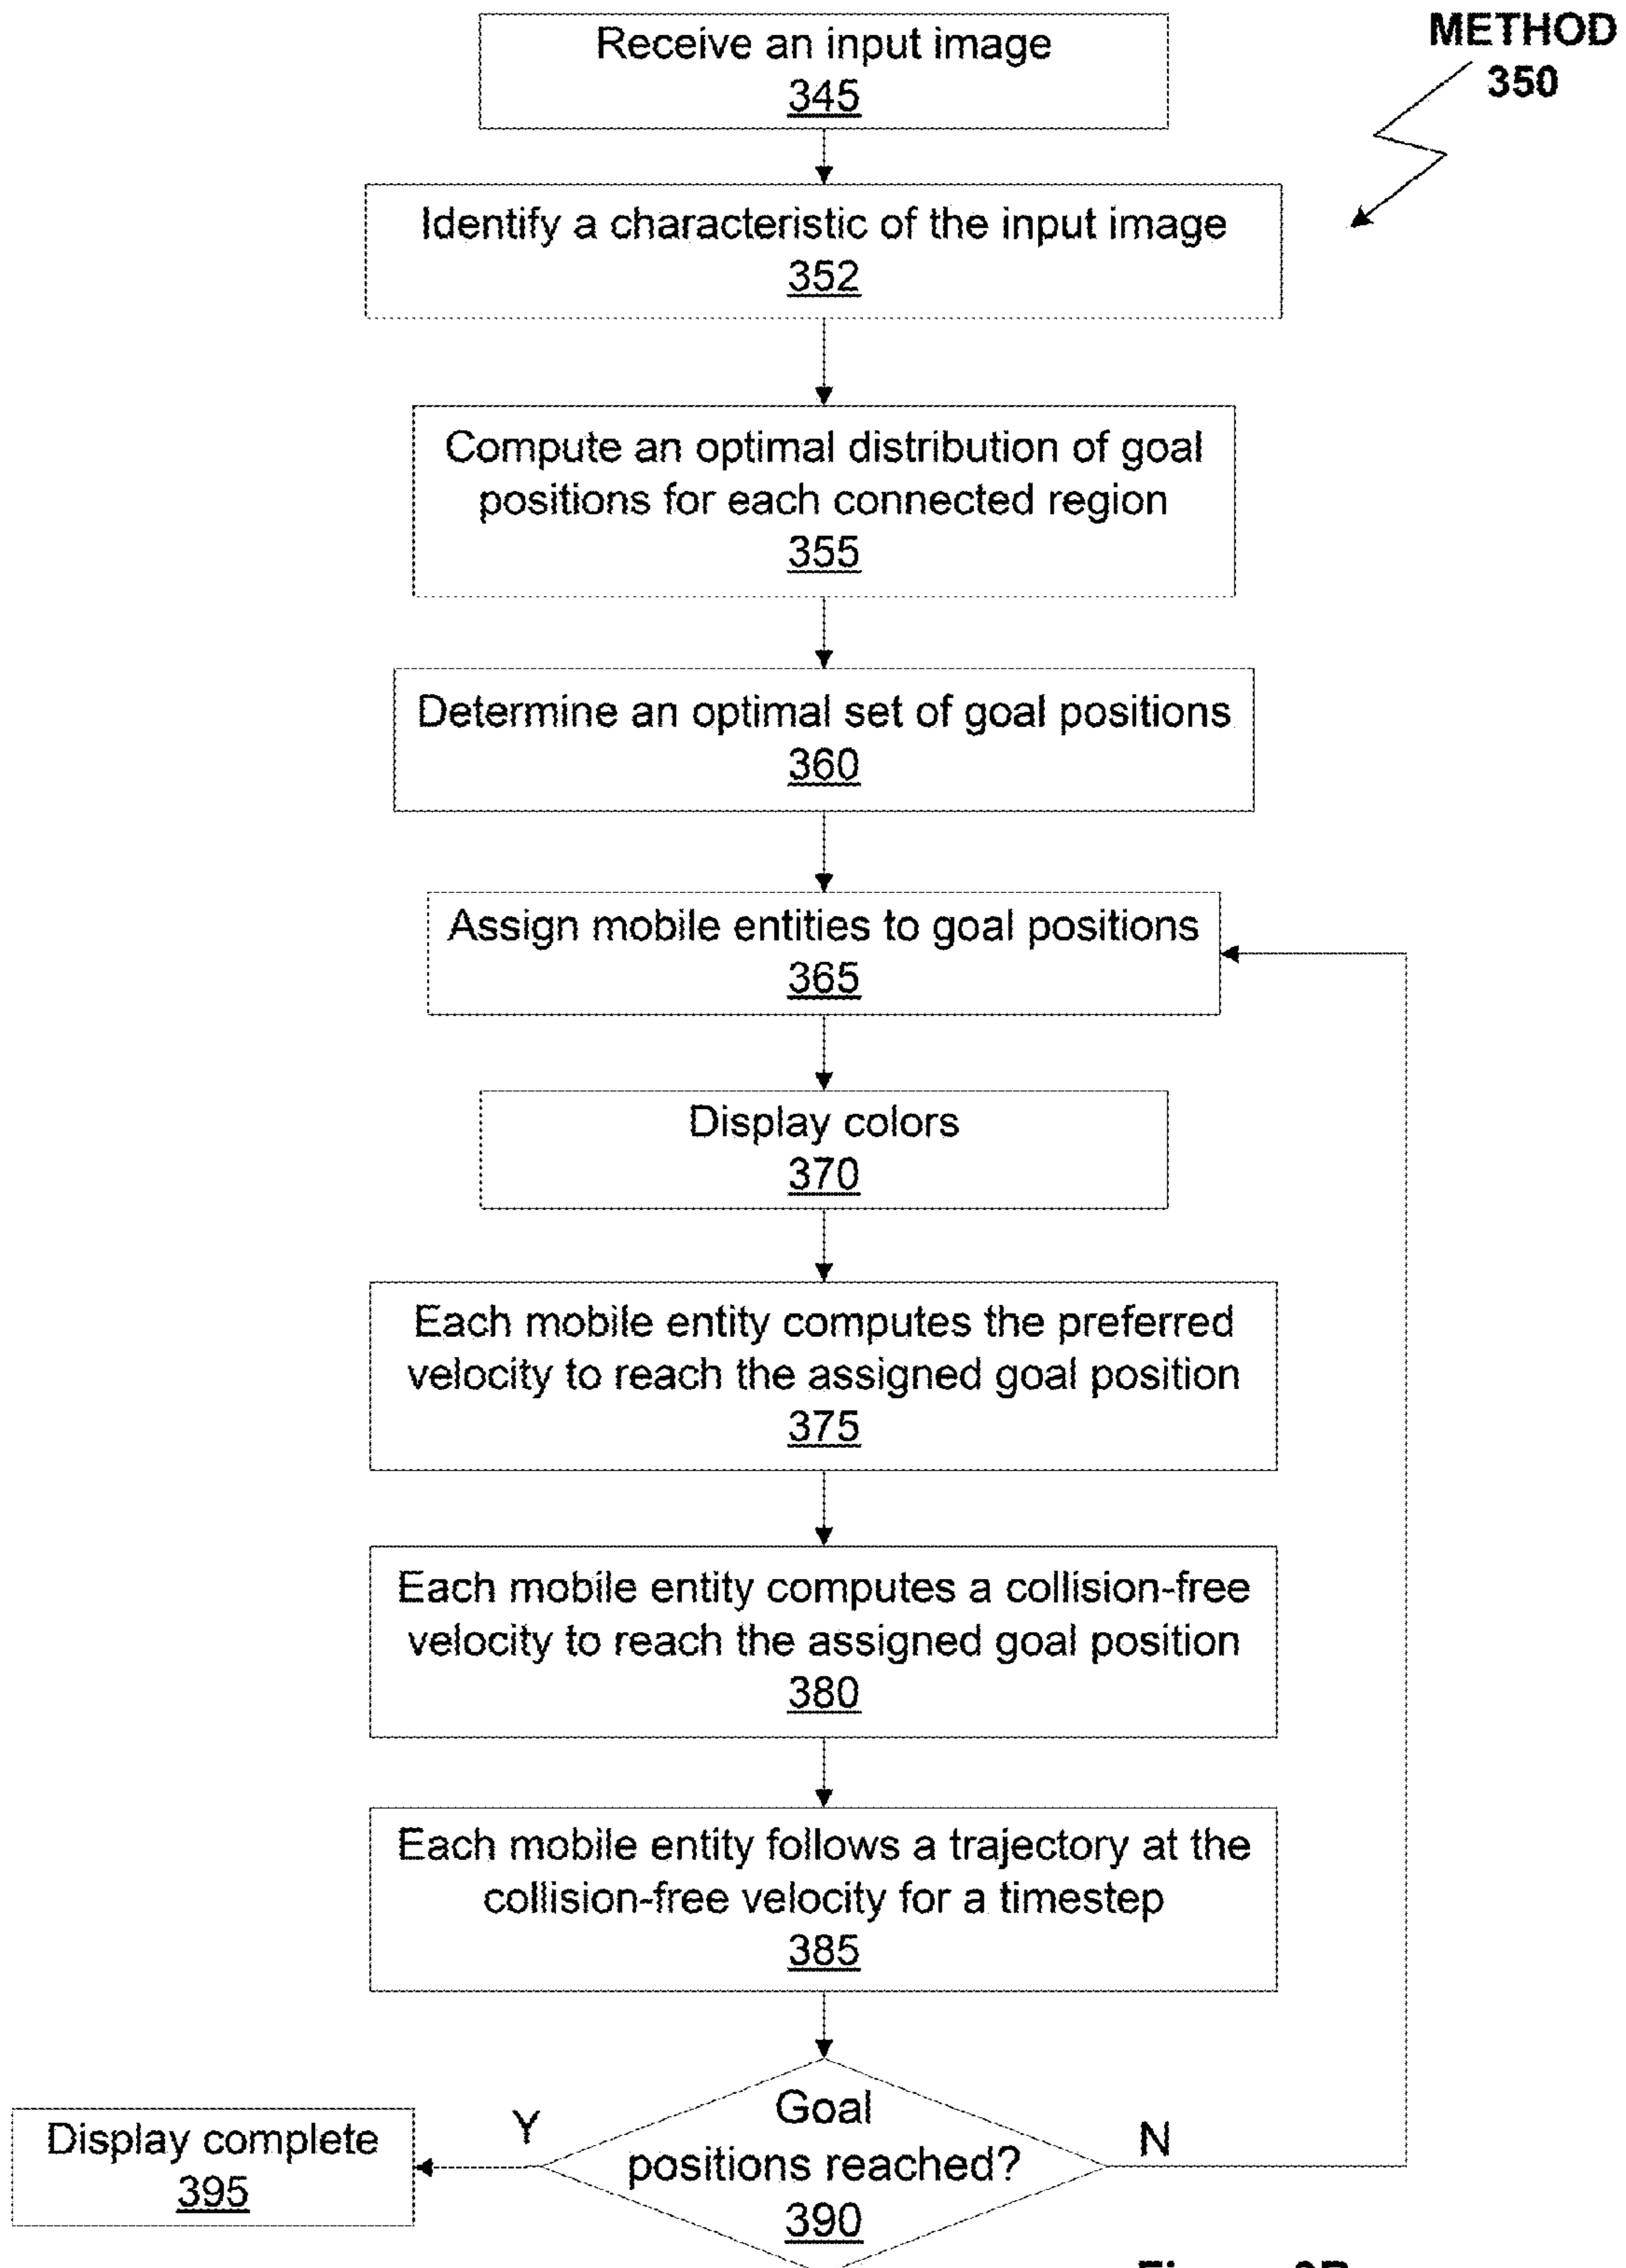 METHOD
350
Receive an input image
345
Identify a characteristic of the input image
352
Compute an optimal distribution of goal
positions for each connected region
355
Determine an optimal set of goal positions
360
Assign mobile entities to goal positions
365
Display colors
370
Each mobile entity computes the preferred
velocity to reach the assigned goal position
375
Each mobile entity computes a collision-free
velocity to reach the assigned goal position
380
Each mobile entity follows a trajectory at the
collision-free velocity for a timestep
385
Goal
positions reached?
390
Y
N
Display complete
395